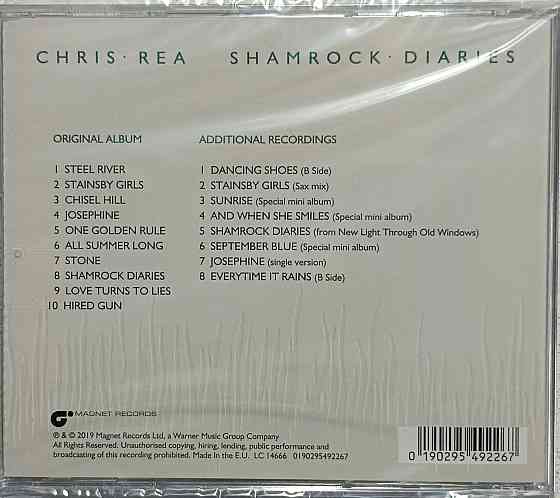 CHRIS · REA SHAMROCK · DIARIES
ORIGINAL ALBUM
1 STEEL RIVER
2 STAINSBY GIRLS
3 CHISEL HILL
4 JOSEPHINE
5 ONE GOLDEN RULE
6 ALL SUMMER LONG
7 STONE
8 SHAMROCK DIARIES
9 LOVE TURNS TO LIES
10 HIRED GUN
ADDITIONAL RECORDINGS
1 DANCING SHOES (B Side)
2 STAINSBY GIRLS (Sax mix)
3 SUNRISE (Special mini album)
4 AND WHEN SHE SMILES (Special mini album)
5 SHAMROCK DIARIES (from New Light Through Old Windows)
6 SEPTEMBER BLUE (Special mini album)
7 JOSEPHINE (single version)
8 EVERYTIME IT RAINS (B Side)
MAGNET RECORDS
℗ & © 2019 Magnet Records Ltd, a Warner Music Group Company
All Rights Reserved. Unauthorised copying, hiring, lending, public performance and
broadcasting of this recording prohibited. Made in the E.U. LC 14666 0190295492267
0 190295 492267